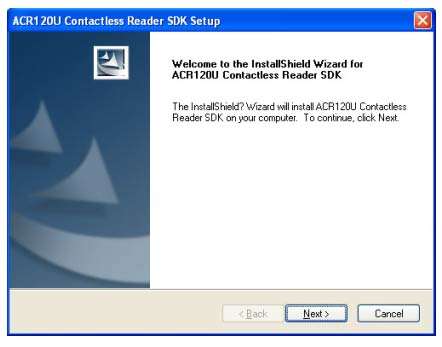 ACR120U Contactless Reader SDK Setup
Welcome to the InstallShield Wizard for
ACR120U Contactless Reader SDK
The InstallShield? Wizard will install ACR120U Contactless
Reader SDK on your computer. To continue, click Next.
< Back Next > Cancel